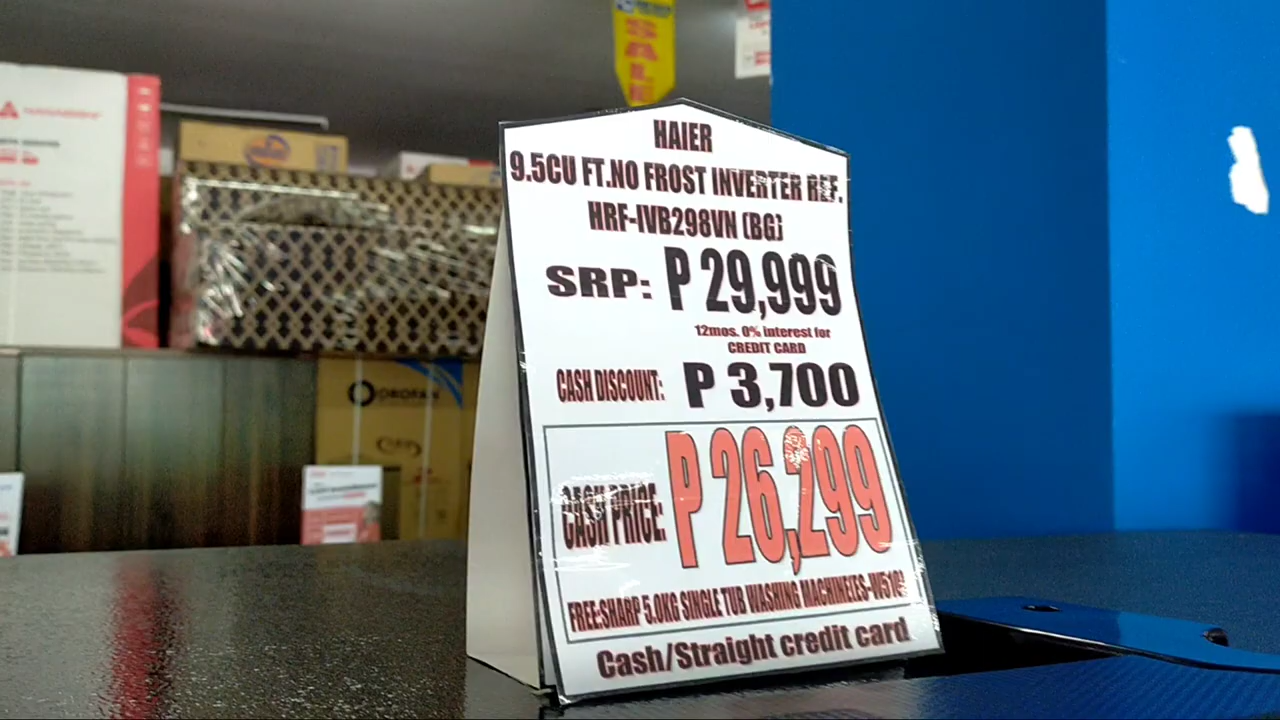 SALE
HAIER
9.5CU FT.NO FROST INVERTER REF.
HRF-IVB298VN (BG)
SRP: P 29,999
12mos. 0% interest for
CREDIT CARD
CASH DISCOUNT: P 3,700
CASH PRICE: P 26,299
FREE:SHARP 5.0KG SINGLE TUB WASHING MACHINE
Cash/Straight credit card